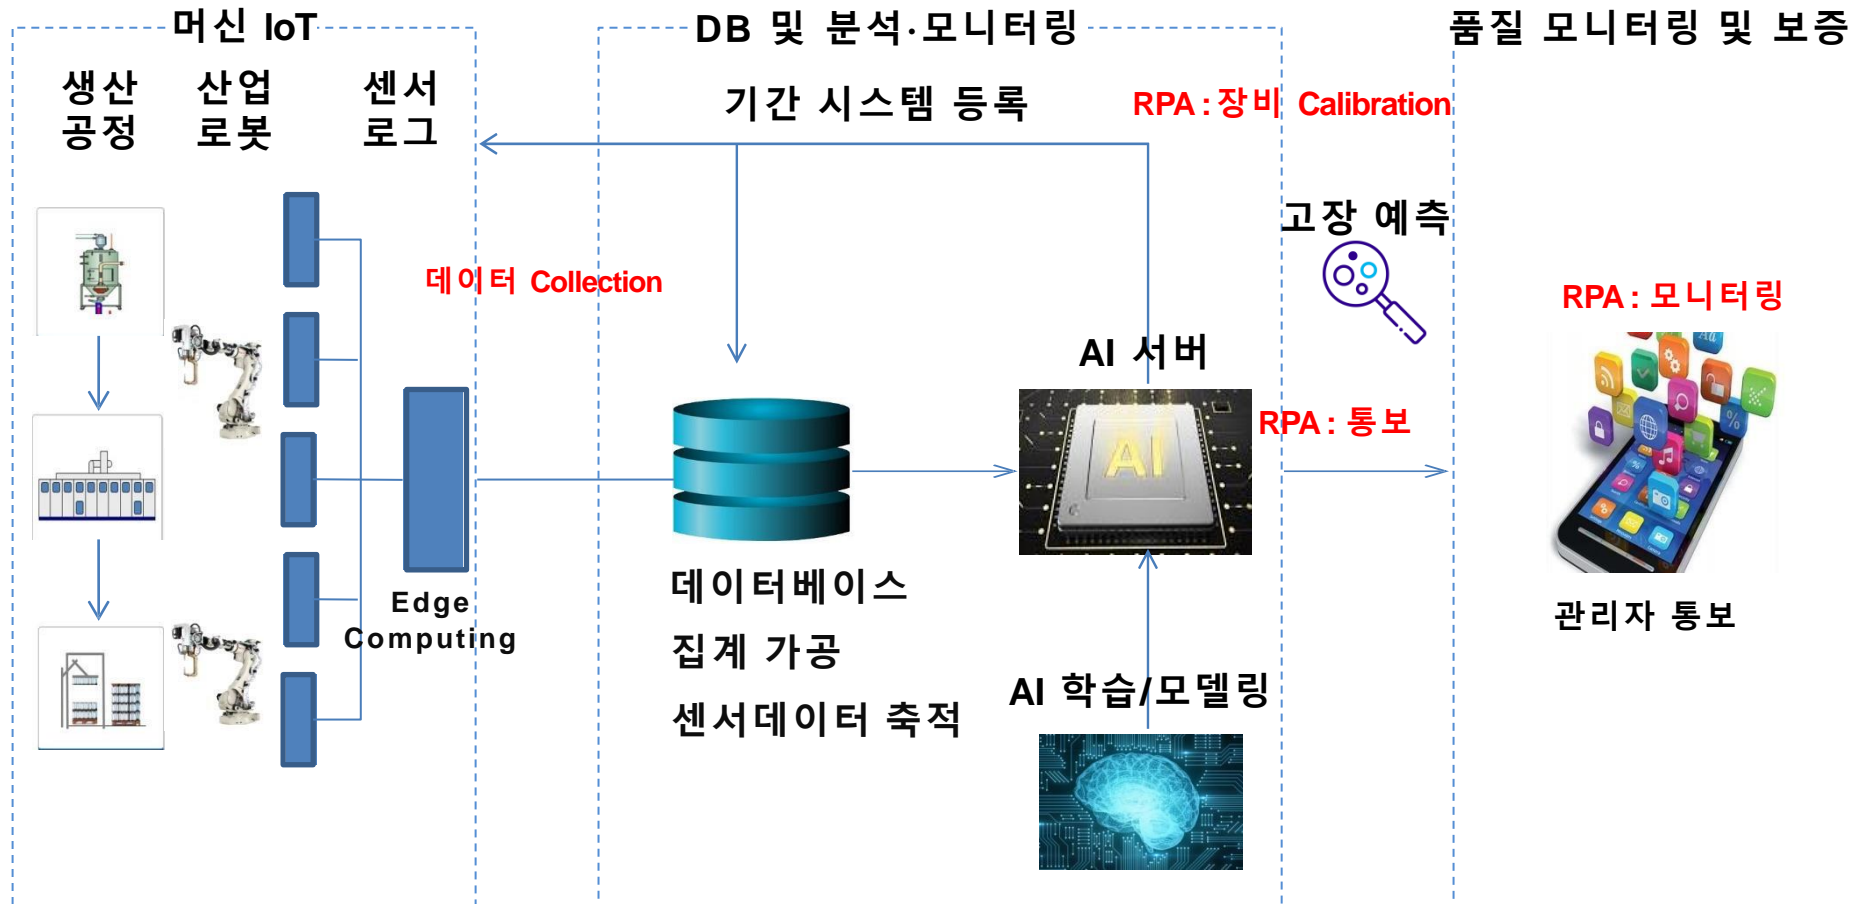 머신 IoT
DB 및 분석·모니터링
품질 모니터링 및 보증
생산
공정
산업
로봇
센서
로그
기간 시스템 등록
RPA : 장비 Calibration
고장 예측
데이터 Collection
RPA : 모니터링
AI 서버
AI
RPA : 통보
Edge
Computing
데이터베이스
집계 가공
센서데이터 축적
관리자 통보
AI 학습/모델링